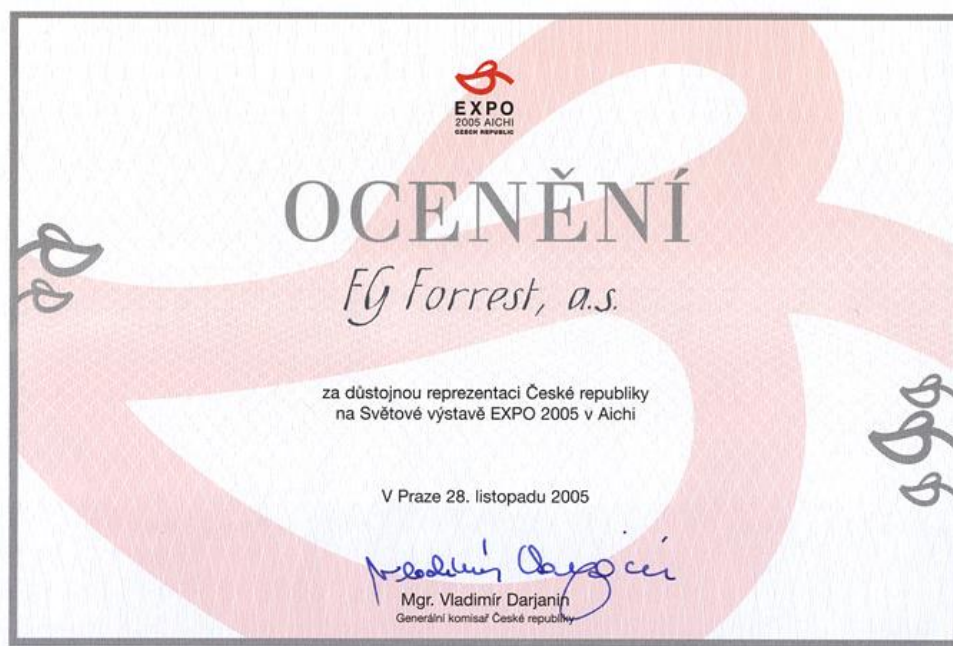 EXPO
2005 AICHI
CZECH REPUBLIC
OCENĚNÍ
FG Forrest, a.s.
za důstojnou reprezentaci České republiky
na Světové výstavě EXPO 2005 v Aichi
V Praze 28. listopadu 2005
Mgr. Vladimír Darjanin
Generální komisař České republiky